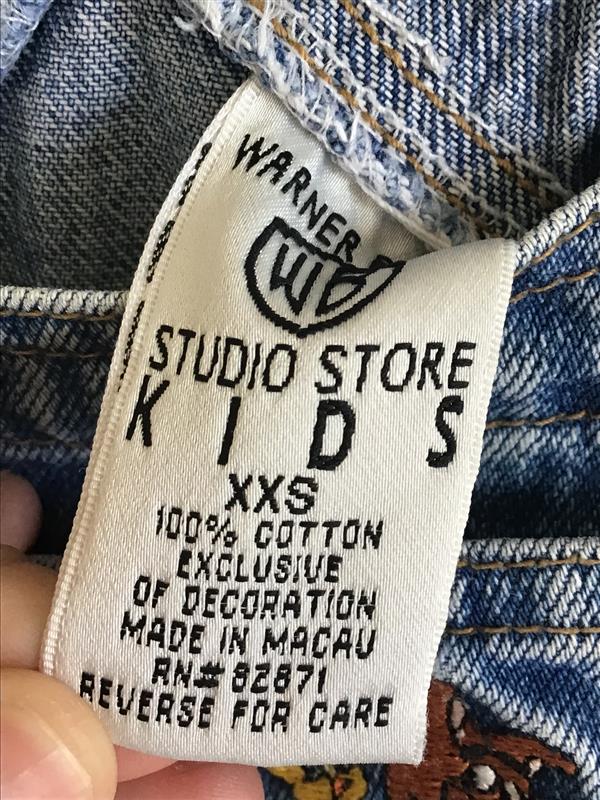 WARNER
WB
STUDIO STORE
KIDS
XXS
100% COTTON
EXCLUSIVE
OF DECORATION
MADE IN MACAU
RN# 82871
REVERSE FOR CARE